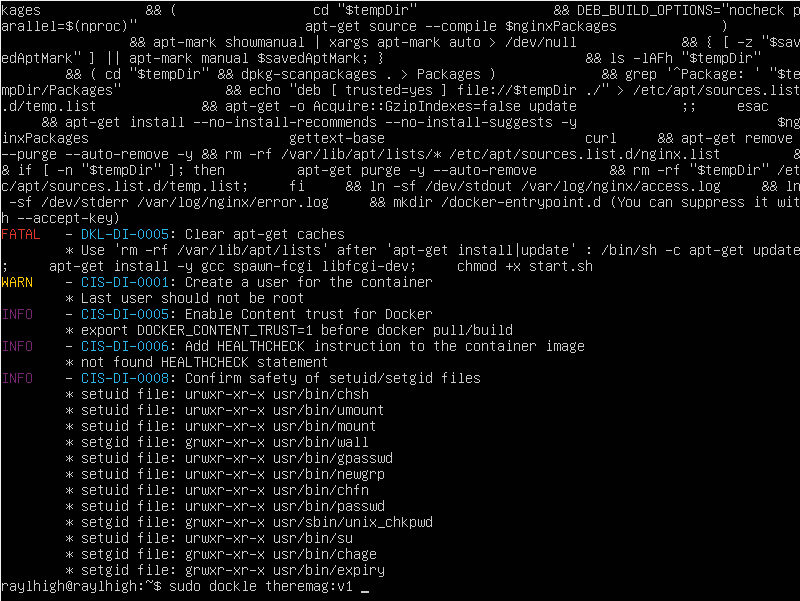 kages             && (                 cd "$tempDir"                 && DEB_BUILD_OPTIONS="nocheck p
arallel=$(nproc)"                     apt-get source --compile $nginxPackages             )
                && apt-mark showmanual | xargs apt-mark auto > /dev/null             && { [ -z "$sav
edAptMark" ] || apt-mark manual $savedAptMark; }                         && ls -lAFh "$tempDir"
        && ( cd "$tempDir" && dpkg-scanpackages . > Packages )             && grep '^Package: ' "$te
mpDir/Packages"             && echo "deb [ trusted=yes ] file://$tempDir ./" > /etc/apt/sources.list
.d/temp.list             && apt-get -o Acquire::GzipIndexes=false update             ;;     esac
     && apt-get install --no-install-recommends --no-install-suggests -y                         $ng
inxPackages                         gettext-base                         curl     && apt-get remove
--purge --auto-remove -y && rm -rf /var/lib/apt/lists/* /etc/apt/sources.list.d/nginx.list         &
& if [ -n "$tempDir" ]; then         apt-get purge -y --auto-remove         && rm -rf "$tempDir" /et
c/apt/sources.list.d/temp.list;     fi     && ln -sf /dev/stdout /var/log/nginx/access.log     && ln
 -sf /dev/stderr /var/log/nginx/error.log     && mkdir /docker-entrypoint.d (You can suppress it wit
h --accept-key)
FATAL   - DKL-DI-0005: Clear apt-get caches
        * Use 'rm -rf /var/lib/apt/lists' after 'apt-get install|update' : /bin/sh -c apt-get update
;     apt-get install -y gcc spawn-fcgi libfcgi-dev;     chmod +x start.sh
WARN    - CIS-DI-0001: Create a user for the container
        * Last user should not be root
INFO    - CIS-DI-0005: Enable Content trust for Docker
        * export DOCKER_CONTENT_TRUST=1 before docker pull/build
INFO    - CIS-DI-0006: Add HEALTHCHECK instruction to the container image
        * not found HEALTHCHECK statement
INFO    - CIS-DI-0008: Confirm safety of setuid/setgid files
        * setuid file: urwxr-xr-x usr/bin/chsh
        * setuid file: urwxr-xr-x usr/bin/umount
        * setuid file: urwxr-xr-x usr/bin/mount
        * setgid file: grwxr-xr-x usr/bin/wall
        * setuid file: urwxr-xr-x usr/bin/gpasswd
        * setuid file: urwxr-xr-x usr/bin/newgrp
        * setuid file: urwxr-xr-x usr/bin/chfn
        * setuid file: urwxr-xr-x usr/bin/passwd
        * setgid file: grwxr-xr-x usr/sbin/unix_chkpwd
        * setuid file: urwxr-xr-x usr/bin/su
        * setgid file: grwxr-xr-x usr/bin/chage
        * setgid file: grwxr-xr-x usr/bin/expiry
raylhigh@raylhigh:~$ sudo dockle theremag:v1 _